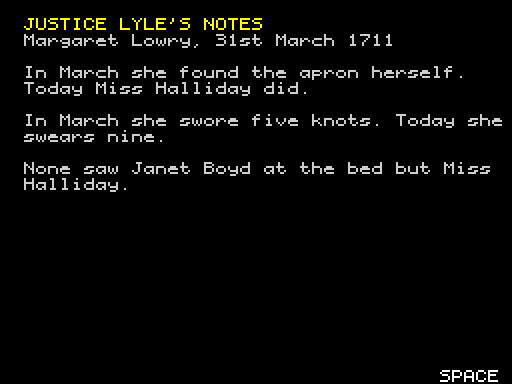 JUSTICE LYLE'S NOTES
Margaret Lowry, 31st March 1711
In March she found the apron herself.
Today Miss Halliday did.
In March she swore five knots. Today she
swears nine.
None saw Janet Boyd at the bed but Miss
Halliday.
SPACE